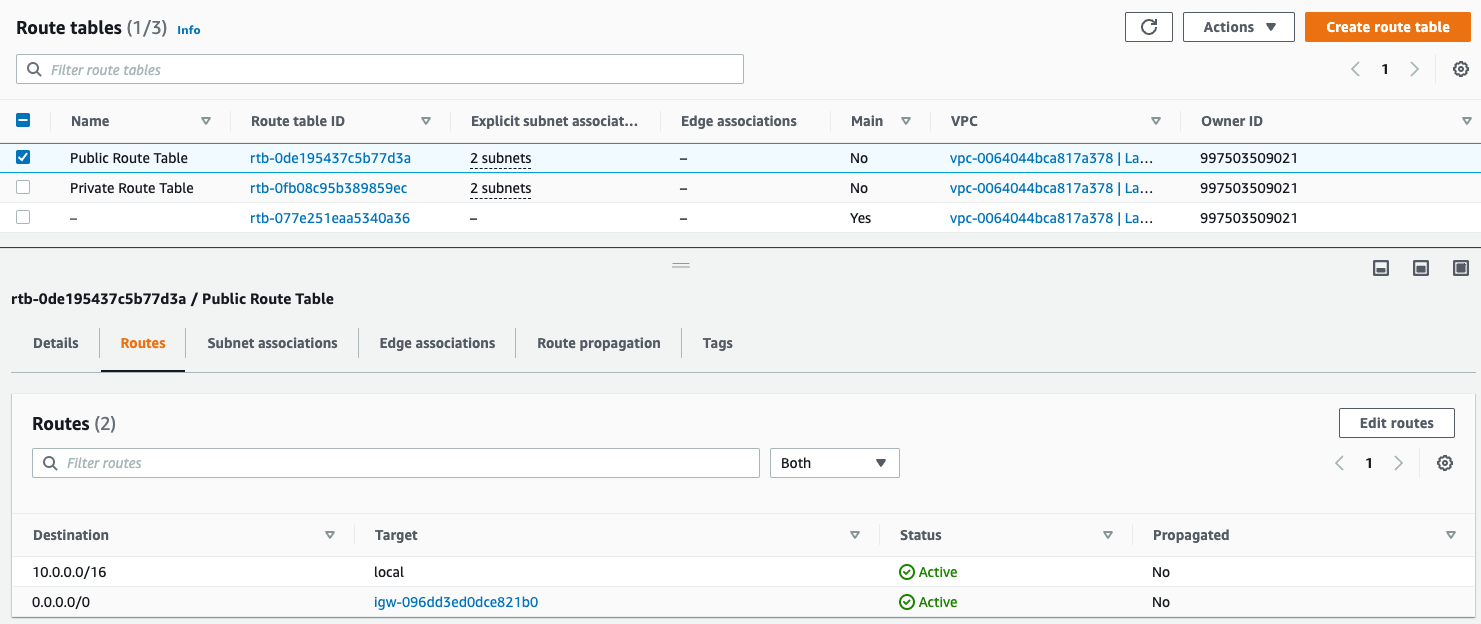 Route tables (1/3) Info Actions Create route table
Filter route tables 1
Name Route table ID Explicit subnet associat... Edge associations Main VPC Owner ID
Public Route Table rtb-0de195437c5b77d3a 2 subnets – No vpc-0064044bca817a378 | La... 997503509021
Private Route Table rtb-0fb08c95b389859ec 2 subnets – No vpc-0064044bca817a378 | La... 997503509021
– rtb-077e251eaa5340a36 – – Yes vpc-0064044bca817a378 | La... 997503509021
rtb-0de195437c5b77d3a / Public Route Table
Details Routes Subnet associations Edge associations Route propagation Tags
Routes (2) Edit routes
Filter routes Both 1
Destination Target Status Propagated
10.0.0.0/16 local Active No
0.0.0.0/0 igw-096dd3ed0dce821b0 Active No